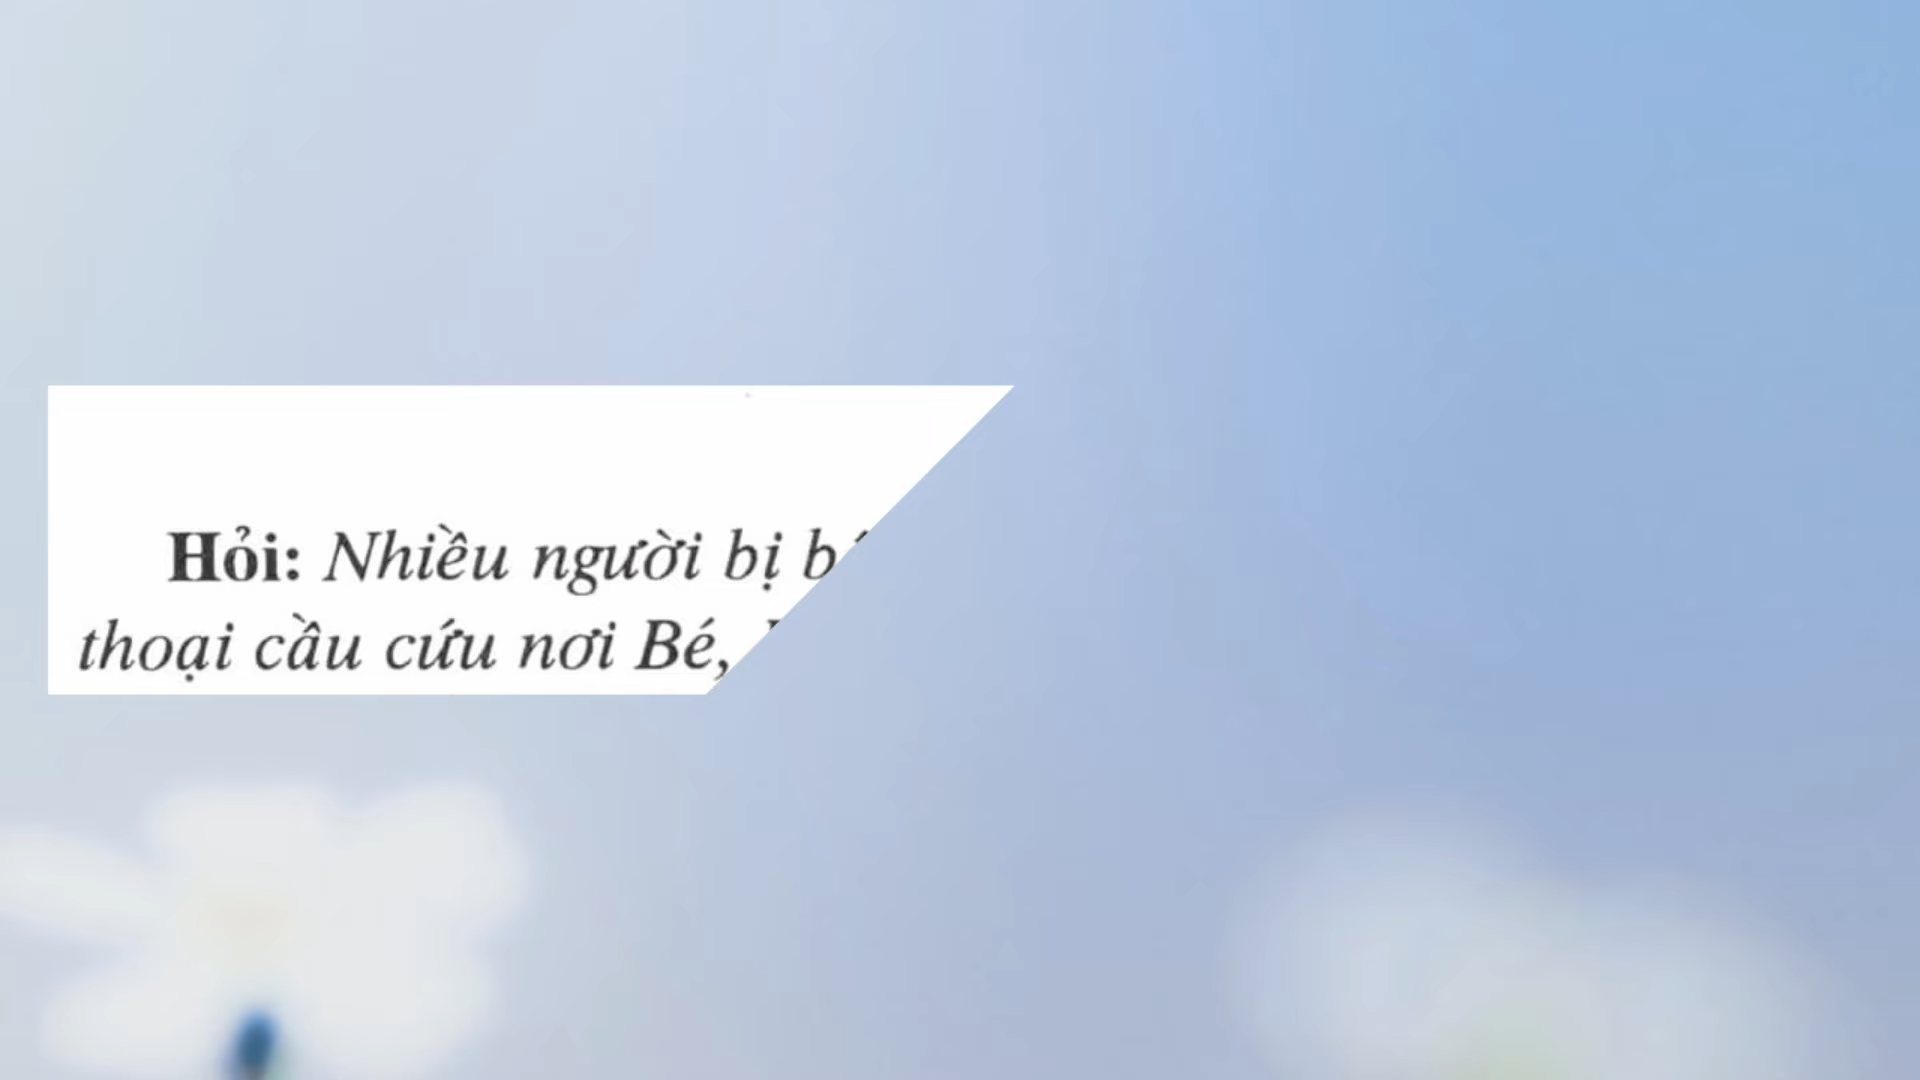 Hỏi: Nhiều người bị
thoại cầu cứu nơi Bé,